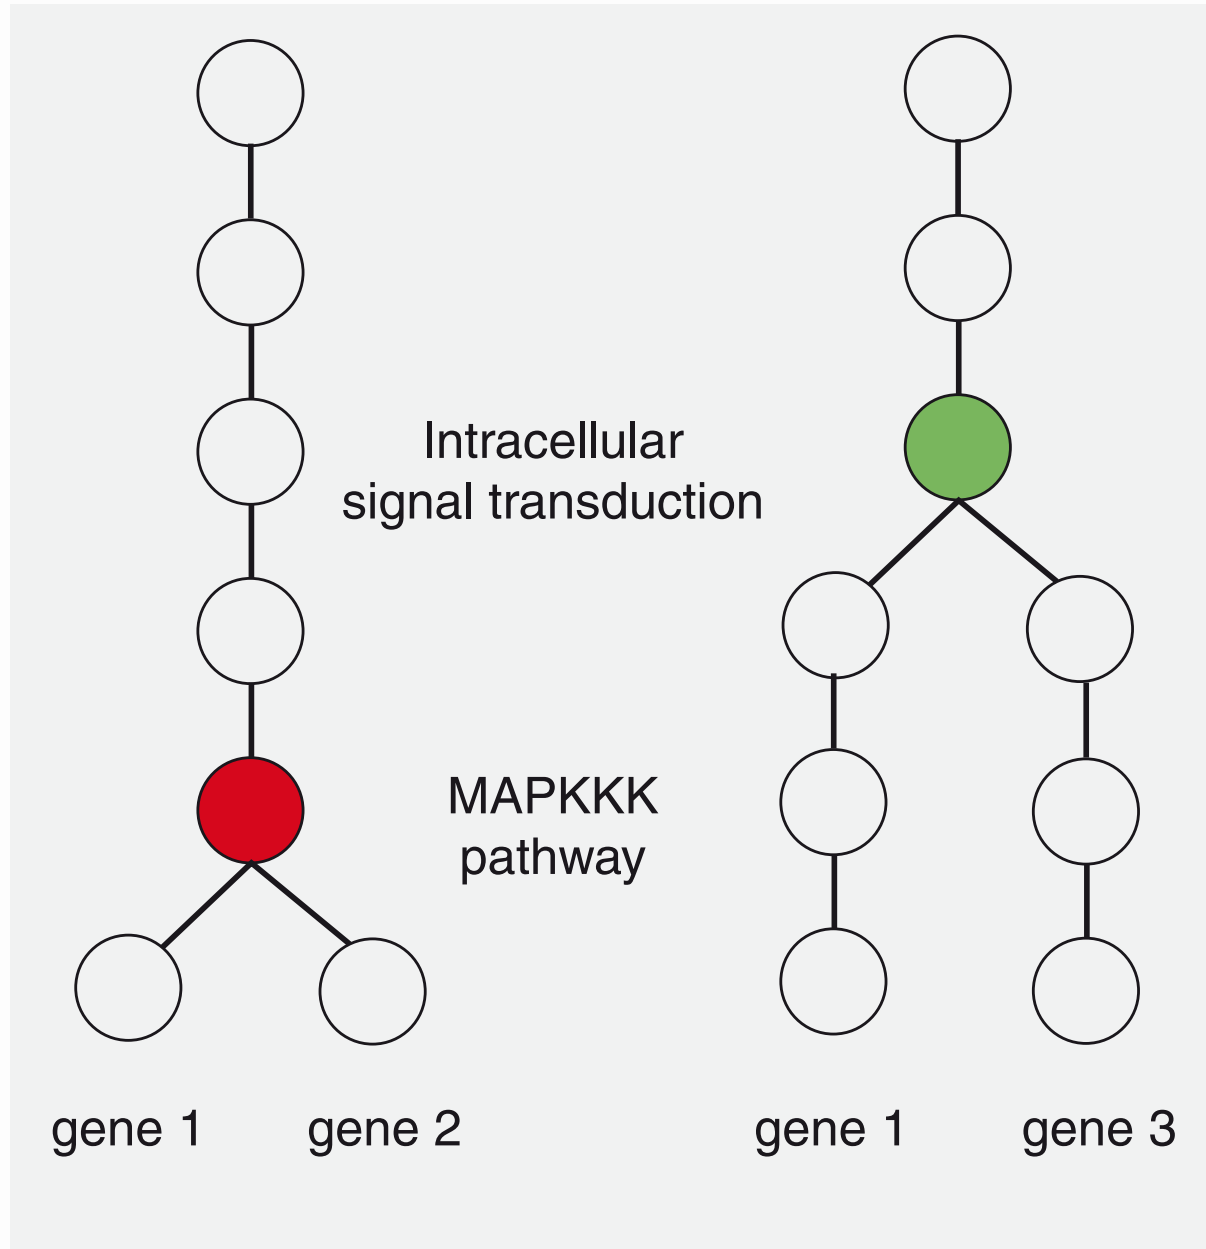 Intracellular
signal transduction
MAPKKK
pathway
gene 1
gene 2
gene 1
gene 3